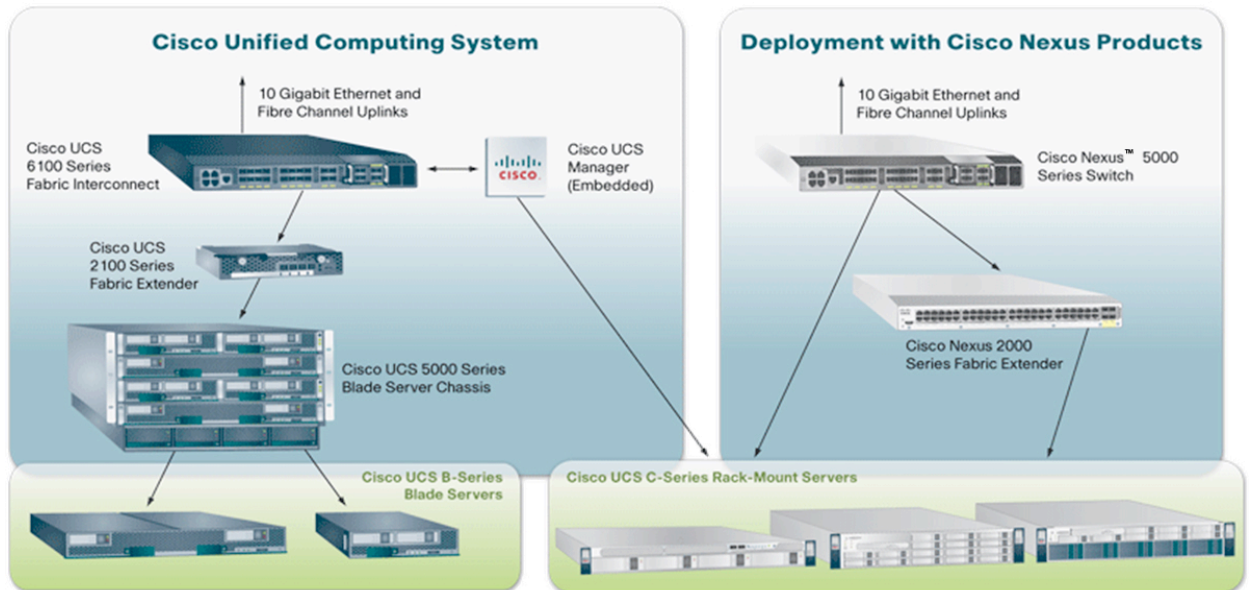 Cisco Unified Computing System
10 Gigabit Ethernet and
Fibre Channel Uplinks
Cisco UCS
6100 Series
Fabric Interconnect
CISCO.
Cisco UCS
Manager
(Embedded)
Cisco UCS
2100 Series
Fabric Extender
Cisco UCS 5000 Series
Blade Server Chassis
Cisco UCS B-Series
Blade Servers
Deployment with Cisco Nexus Products
10 Gigabit Ethernet and
Fibre Channel Uplinks
Cisco Nexus™ 5000
Series Switch
Cisco Nexus 2000
Series Fabric Extender
Cisco UCS C-Series Rack-Mount Servers